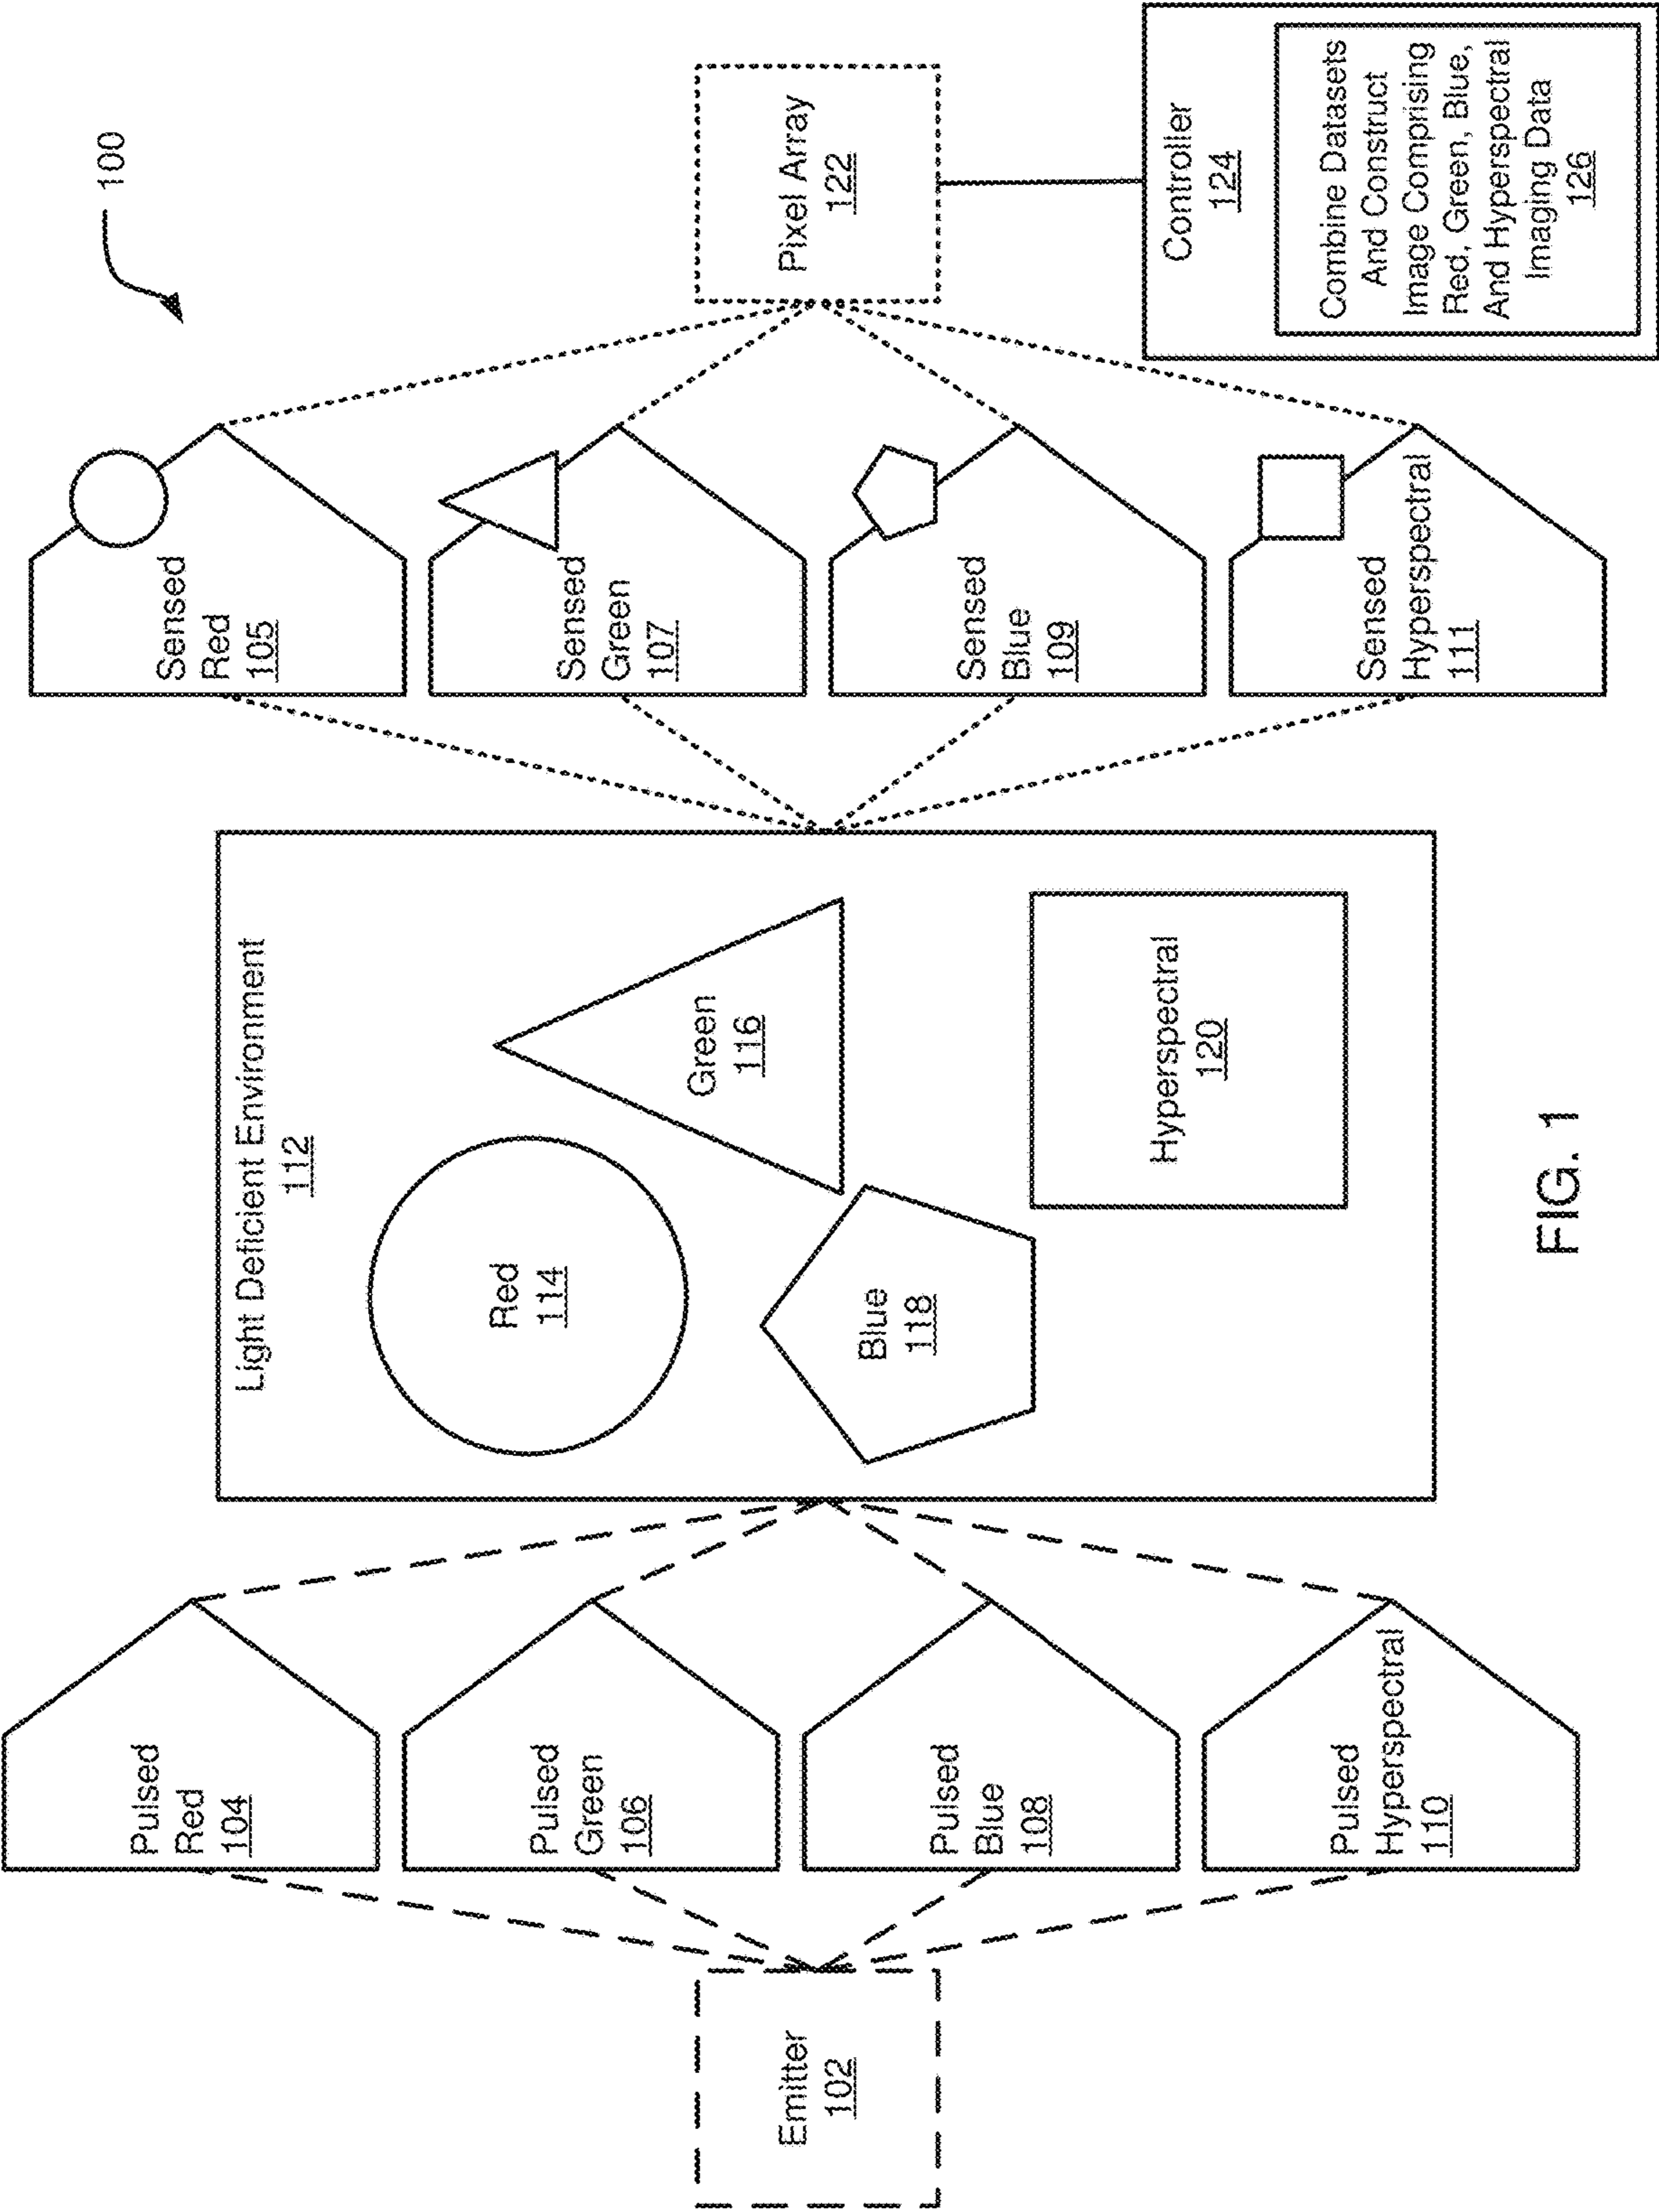 100
Emitter
102
Pulsed
Red
104
Pulsed
Green
106
Pulsed
Blue
108
Pulsed
Hyperspectral
110
Light Deficient Environment
112
Red
114
Green
116
Blue
118
Hyperspectral
120
Sensed
Red
105
Sensed
Green
107
Sensed
Blue
109
Sensed
Hyperspectral
111
Pixel Array
122
Controller
124
Combine Datasets
And Construct
Image Comprising
Red, Green, Blue,
And Hyperspectral
Imaging Data
126
FIG. 1